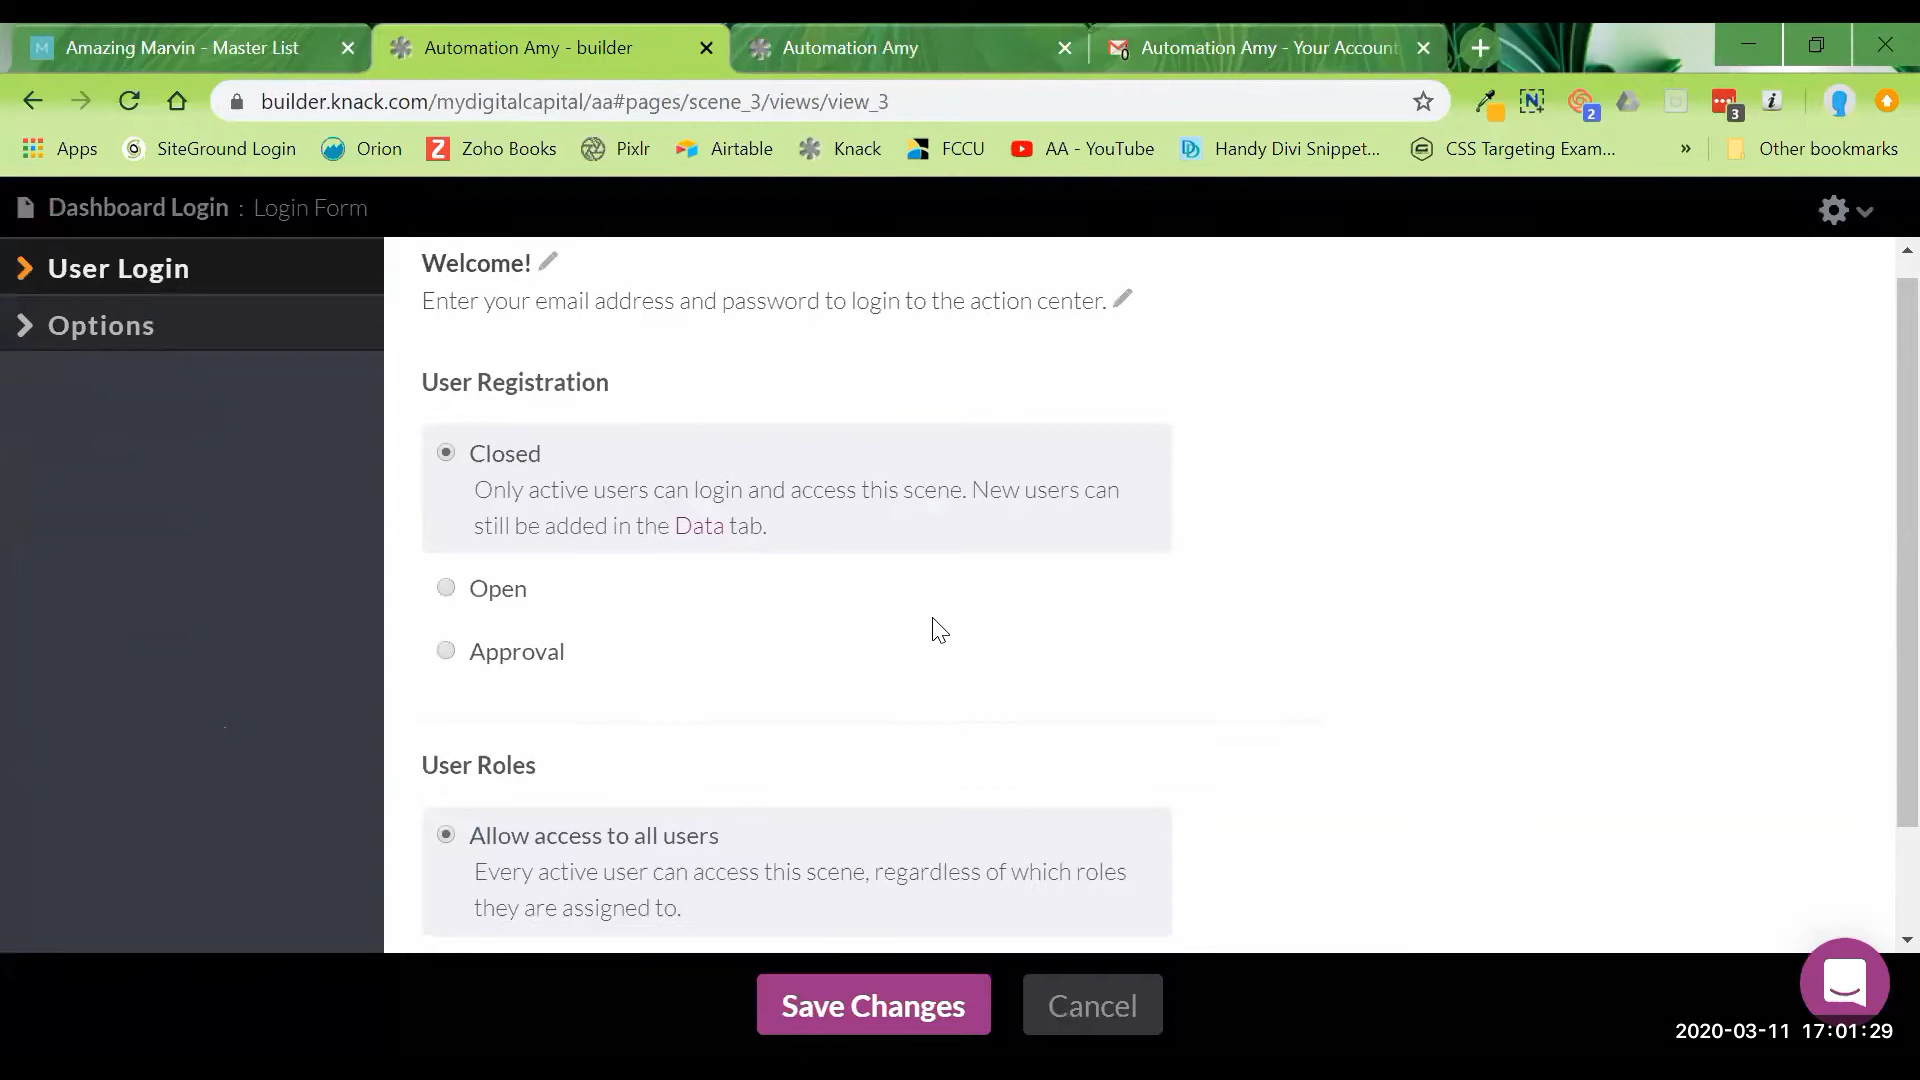 M Amazing Marvin - Master List
Automation Amy - builder
Automation Amy
0 Automation Amy - Your Account
builder.knack.com/mydigitalcapital/aa#pages/scene_3/views/view_3
2
3
Apps
SiteGround Login
Orion
Z Zoho Books
Pixlr
Airtable
Knack
FCCU
AA - YouTube
Handy Divi Snippet...
CSS Targeting Exam...
»
Other bookmarks
Dashboard Login : Login Form
User Login
Options
Welcome!
Enter your email address and password to login to the action center.
User Registration
Closed
Only active users can login and access this scene. New users can
still be added in the Data tab.
Open
Approval
User Roles
Allow access to all users
Every active user can access this scene, regardless of which roles
they are assigned to.
Save Changes
Cancel
2020-03-11 17:01:29